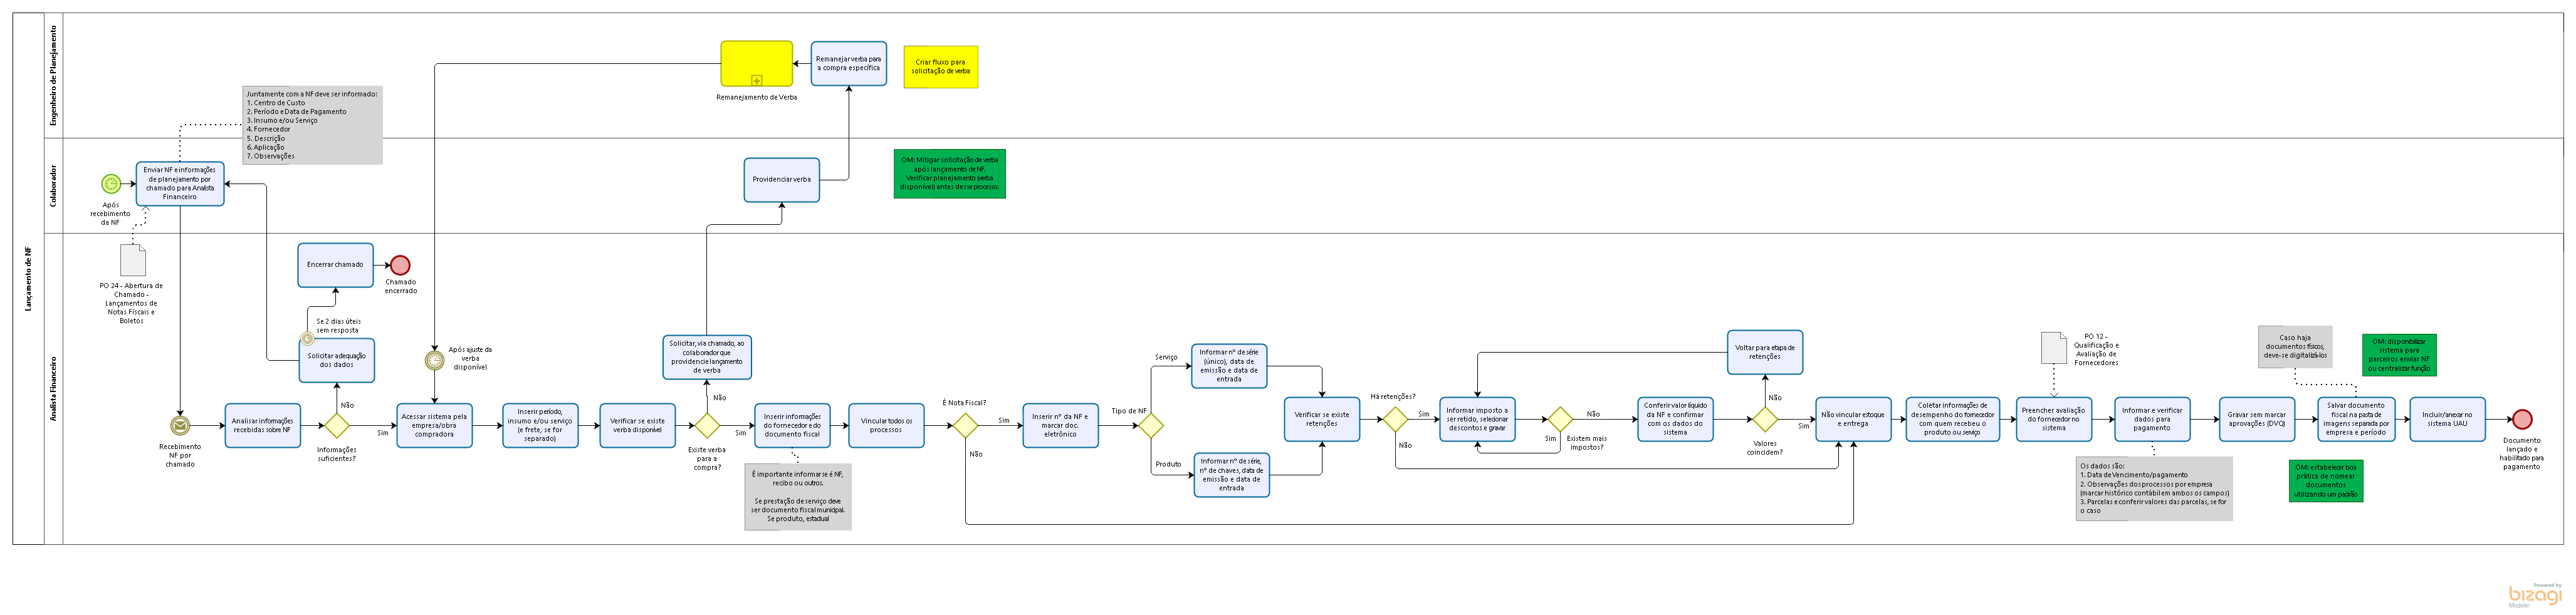 Lançamento de NF
Engenheiro de Planejamento
Remanejamento de Verba
Remanejar verba para
a compra específica
Criar fluxo para
solicitação de verba
Juntamente com a NF deve ser informado:
1. Centro de Custo
2. Período e Data de Pagamento
3. Insumo e/ou Serviço
4. Fornecedor
5. Descrição
6. Aplicação
7. Observações
Colaborador
Após
recebimento
da NF
Enviar NF e informações
de planejamento por
chamado para Analista
Financeiro
Providenciar verba
OM: Mitigar solicitação de verba
após lançamento de NF.
Verificar planejamento (verba
disponível) antes desse processo.
Analista Financeiro
PO 24 - Abertura de
Chamado -
Lançamentos de
Notas Fiscais e
Boletos
Encerrar chamado
Chamado
encerrado
Se 2 dias úteis
sem resposta
Solicitar adequação
dos dados
Não
Recebimento
NF por
chamado
Analisar informações
recebidas sobre NF
Informações
suficientes?
Sim
Após ajuste da
verba
disponível
Acessar sistema pela
empresa/obra
compradora
Inserir período,
insumo e/ou serviço
(e frete, se for
separado)
Verificar se existe
verba disponível
Solicitar, via chamado, ao
colaborador que
providencie lançamento
de verba
Não
Existe verba
para a
compra?
Sim
Inserir informações
do fornecedor e do
documento fiscal
É importante informar se é NF,
recibo ou outros.
Se prestação de serviço deve
ser documento fiscal municipal.
Se produto, estadual
Vincular todos os
processos
É Nota Fiscal?
Sim
Não
Inserir nº da NF e
marcar doc.
eletrônico
Tipo de NF
Serviço
Informar nº de série
(único), data de
emissão e data de
entrada
Produto
Informar nº de série,
nº de chaves, data de
emissão e data de
entrada
Verificar se existe
retenções
Há retenções?
Sim
Não
Informar imposto a
ser retido, selecionar
descontos e gravar
Não
Sim
Existem mais
impostos?
Conferir valor líquido
da NF e confirmar
com os dados do
sistema
Voltar para etapa de
retenções
Não
Valores
coincidem?
Sim
Não vincular estoque
e entrega
Coletar informações de
desempenho do fornecedor
com quem recebeu o
produto ou serviço
PO 12 -
Qualificação e
Avaliação de
Fornecedores
Preencher avaliação
do fornecedor no
sistema
Informar e verificar
dados para
pagamento
Os dados são:
1. Data de Vencimento/pagamento
2. Observações dos processos por empresa
(marcar histórico contábil em ambos os campos)
3. Parcelas e conferir valores das parcelas, se for
o caso
Gravar sem marcar
aprovações (DVQ)
Caso haja
documentos físicos,
deve-se digitalizá-los
Salvar documento
fiscal na pasta de
imagens separada por
empresa e período
OM: disponibilizar
sistema para
parceiros enviar NF
ou centralizar função
OM: estabelecer boa
prática de nomear
documentos
utilizando um padrão
Incluir/anexar no
sistema UAU
Documento
lançado e
habilitado para
pagamento
Powered by
bizagi
Modeler